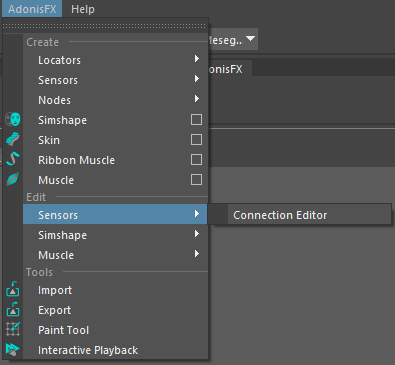 AdonisFX Help
leseg..
onisFX
Create
Locators
Sensors
Nodes
Simshape
Skin
Ribbon Muscle
Muscle
Edit
Sensors
Connection Editor
Simshape
Muscle
Tools
Import
Export
Paint Tool
Interactive Playback